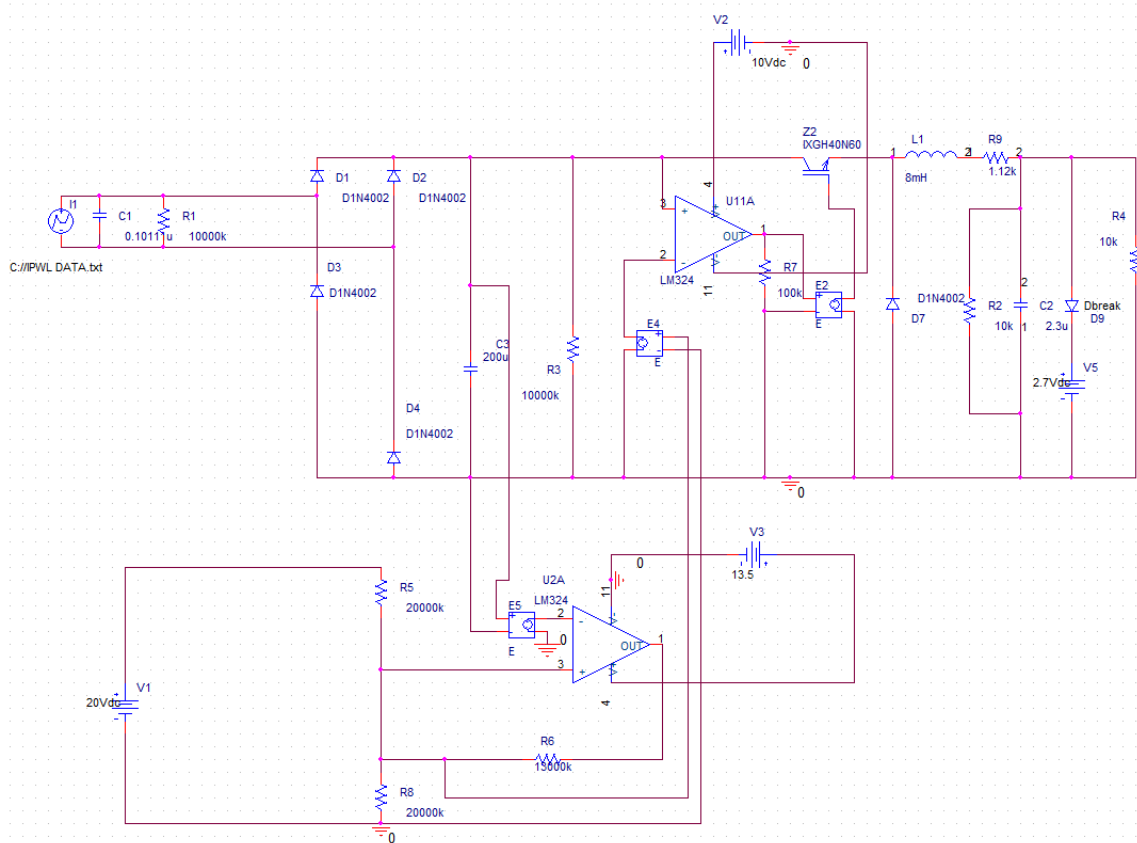 V2
10Vdc
0
Z2
IXGH40N60
1
L1
2
8mH
1
R9
2
1.12k
D1
D1N4002
D2
D1N4002
I1
C1
0.10111u
R1
10000k
C://IPWL DATA.txt
D3
D1N4002
4
U11A
3
+
V+
OUT
1
2
-
V-
LM324
11
R7
100k
E2
+
-
E
D1N4002
D7
R2
10k
2
C2
1
2.3u
Dbreak
D9
R4
10k
V5
2.7Vdc
E4
+
-
E
C3
200u
R3
10000k
D4
D1N4002
0
V3
13.5
0
11
U2A
LM324
E5
+
-
E
0
2
-
V-
OUT
1
3
+
V+
4
R5
20000k
V1
20Vdc
R6
13000k
R8
20000k
0